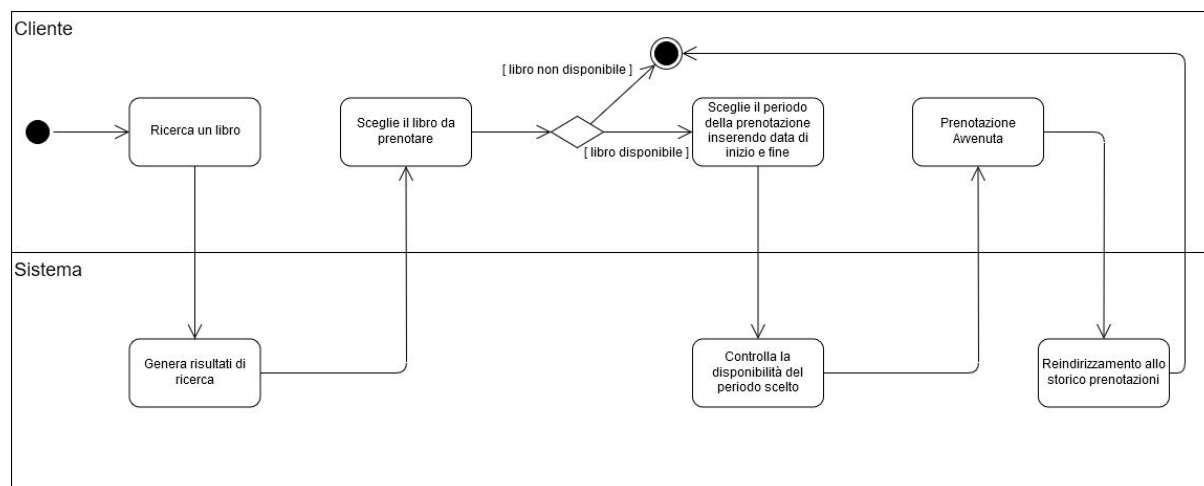 Cliente
[ libro non disponibile ]
Ricerca un libro
Sceglie il libro da
prenotare
[ libro disponibile ]
Sceglie il periodo
della prenotazione
inserendo data di
inizio e fine
Prenotazione
Avvenuta
Sistema
Genera risultati di
ricerca
Controlla la
disponibilità del
periodo scelto
Reindirizzamento allo
storico prenotazioni